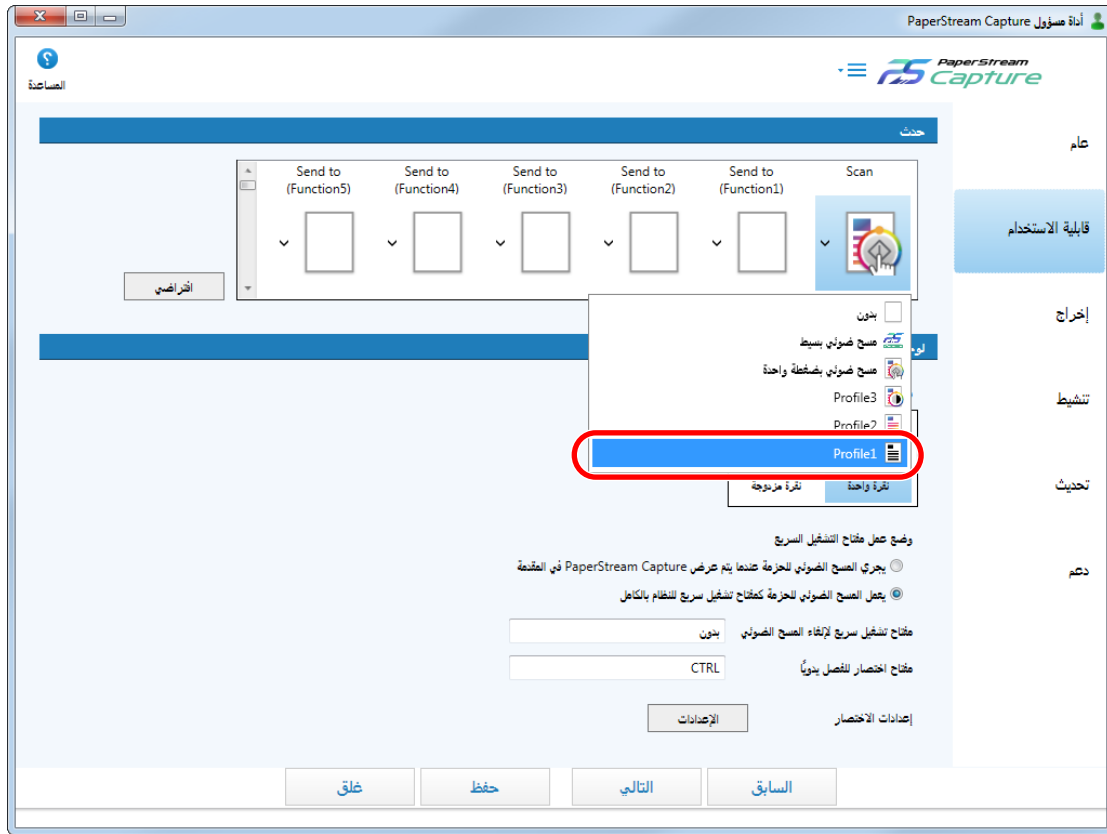 أداة مسؤول PaperStream Capture
PaperStream
Capture
المساعدة
عام
قابلية الاستخدام
إخراج
تنشيط
تحديث
دعم
حدث
Scan
Send to (Function1)
Send to (Function2)
Send to (Function3)
Send to (Function4)
Send to (Function5)
افتراضي
بدون
مسح ضوئي بسيط
مسح ضوئي بضغطة واحدة
Profile3
Profile2
Profile1
نقرة واحدة
نقرة مزدوجة
وضع عمل مفتاح التشغيل السريع
يجري المسح الضوئي للحزمة عندما يتم عرض PaperStream Capture في المقدمة
يعمل المسح الضوئي للحزمة كمفتاح تشغيل سريع للنظام بالكامل
مفتاح تشغيل سريع لإلغاء المسح الضوئي بدون
مفتاح اختصار للفصل يدويًا CTRL
إعدادات الاختصار الإعدادات
السابق التالي حفظ غلق